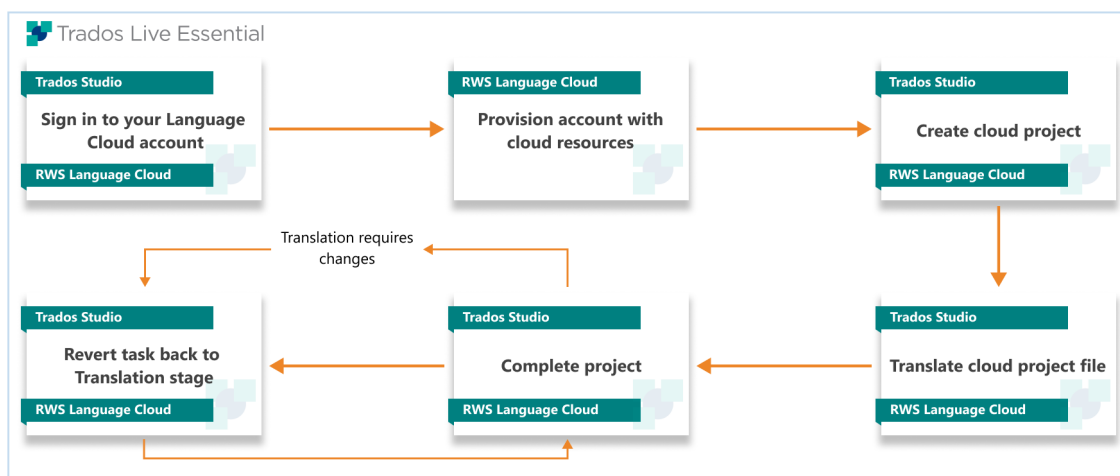 Trados Live Essential
Trados Studio
Sign in to your Language
Cloud account
RWS Language Cloud
RWS Language Cloud
Provision account with
cloud resources
Trados Studio
Create cloud project
RWS Language Cloud
Translation requires
changes
Trados Studio
Revert task back to
Translation stage
RWS Language Cloud
Trados Studio
Complete project
RWS Language Cloud
Trados Studio
Translate cloud project file
RWS Language Cloud